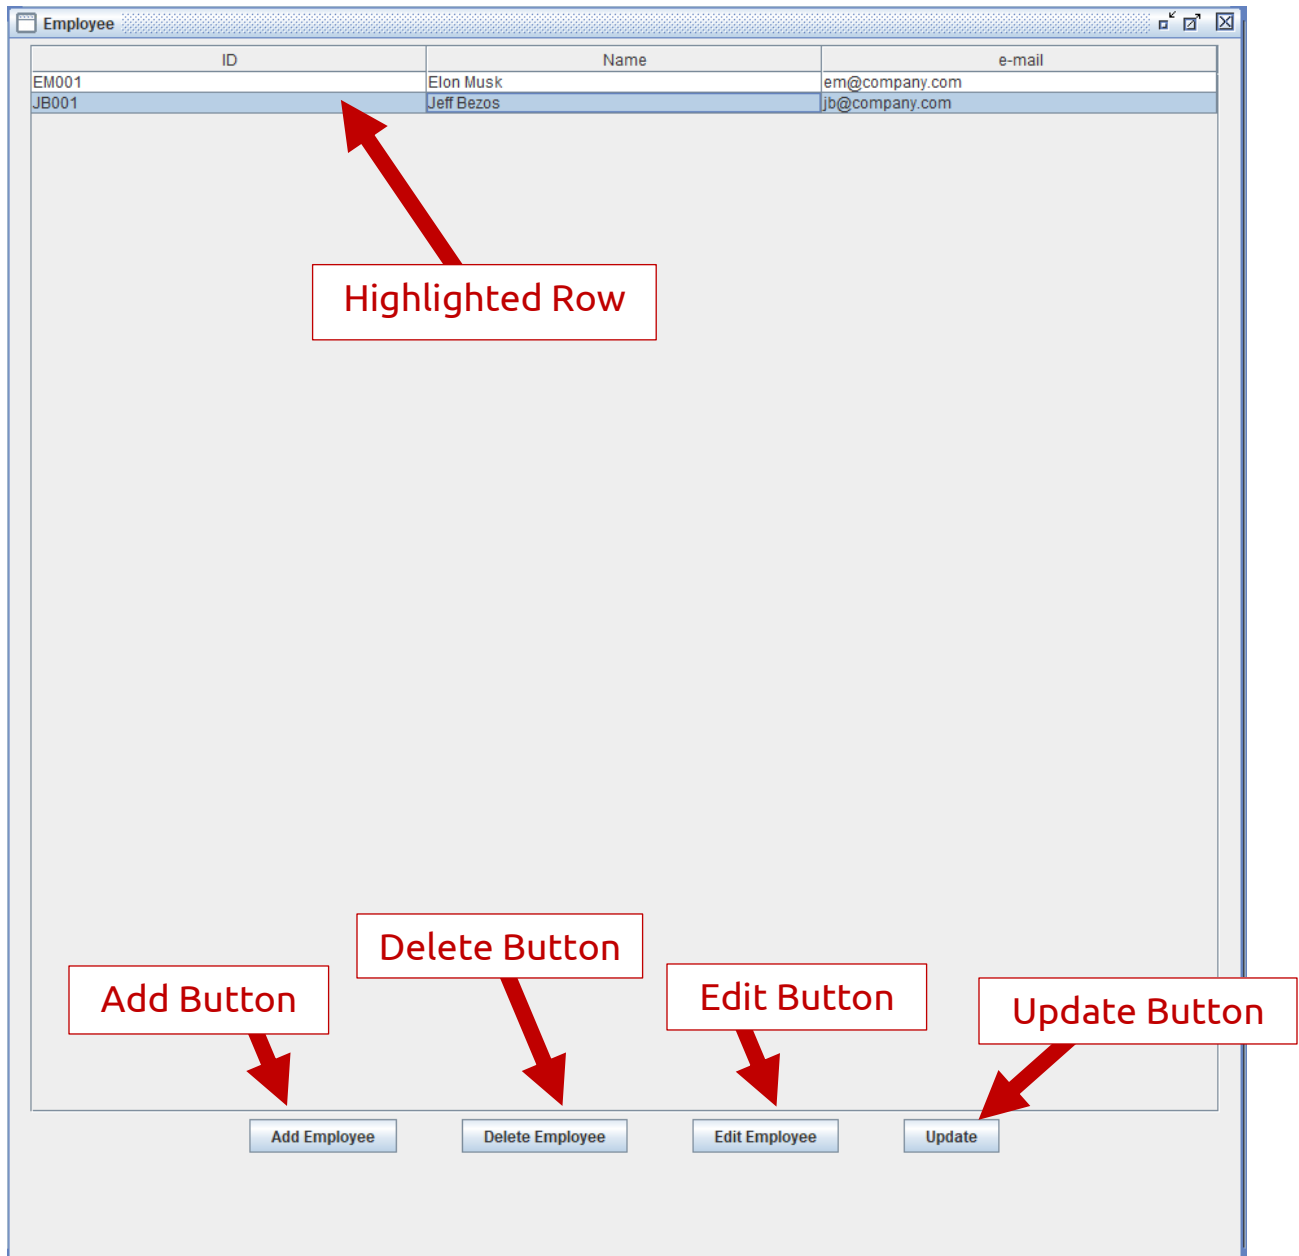 Employee
ID Name e-mail
EM001 Elon Musk em@company.com
JB001 Jeff Bezos jb@company.com
Highlighted Row
Delete Button
Add Button
Edit Button
Update Button
Add Employee Delete Employee Edit Employee Update